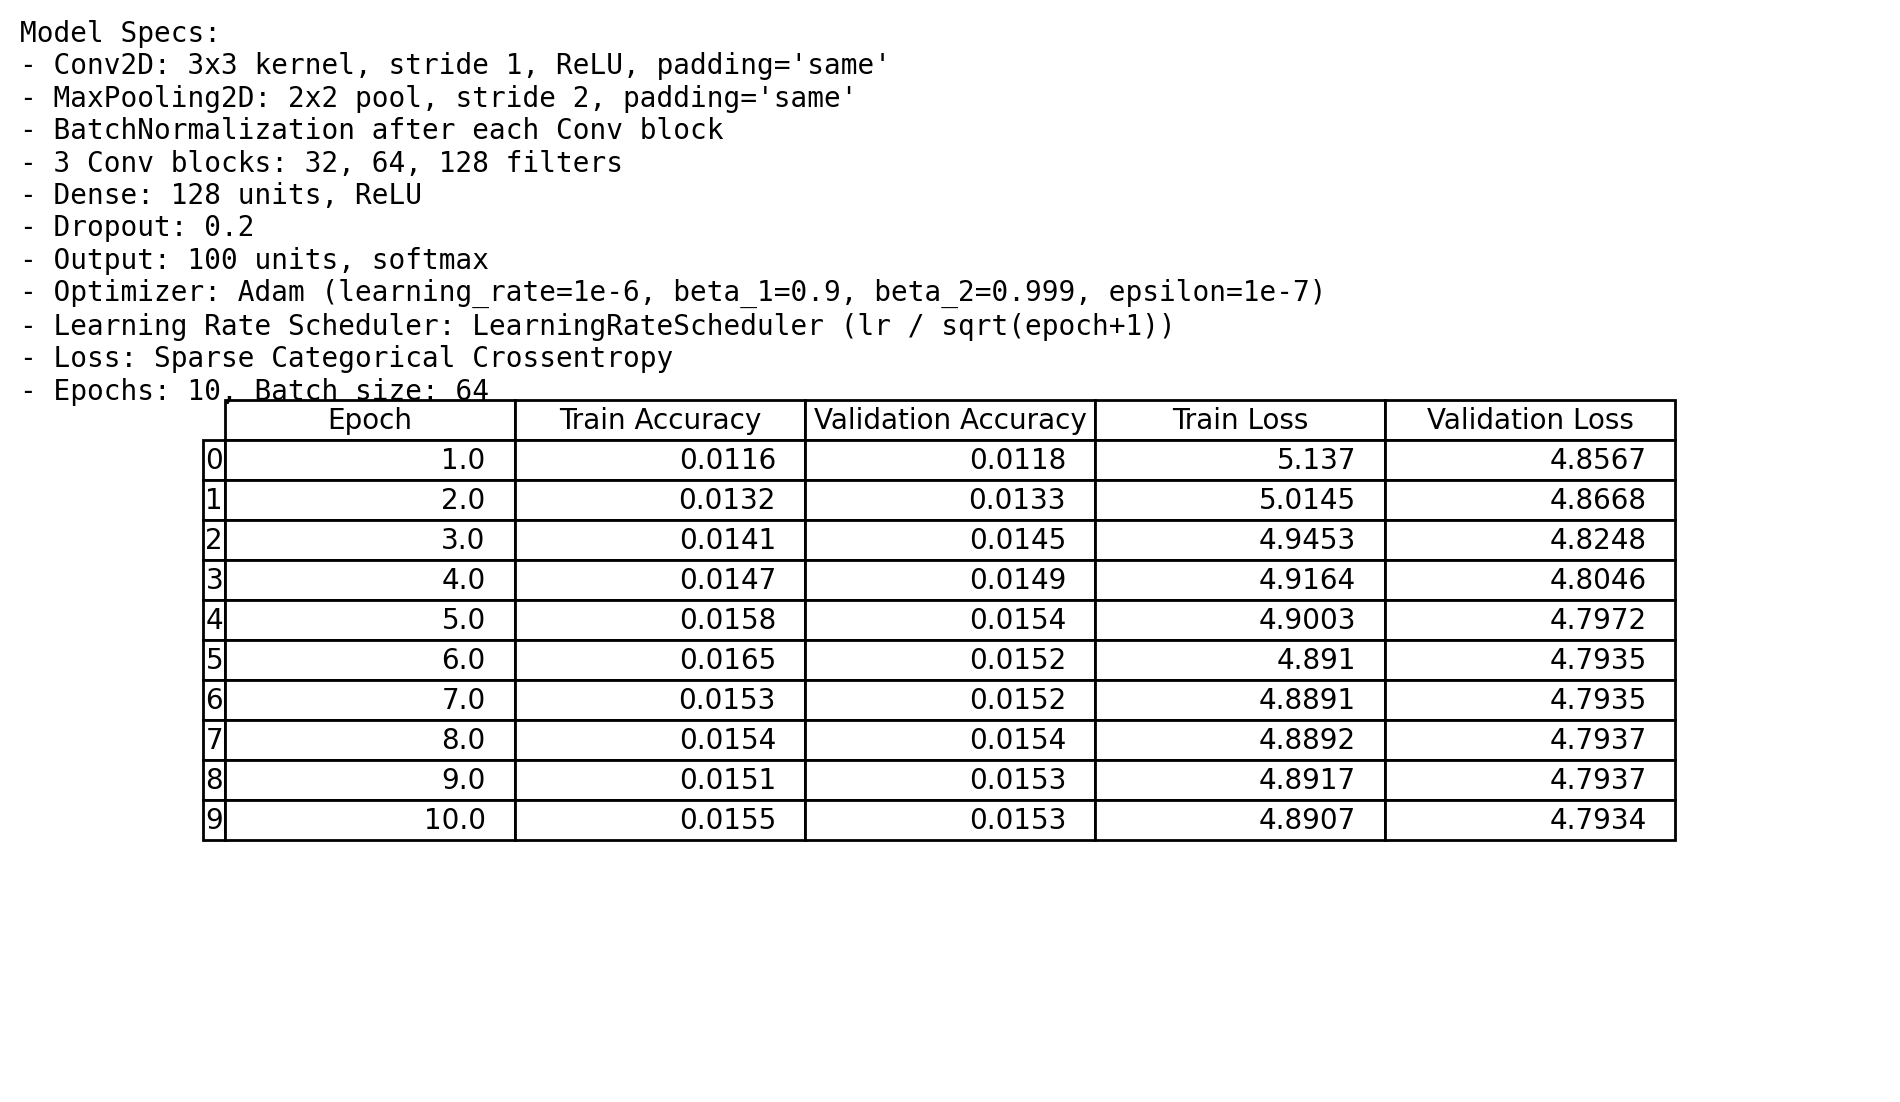 Model Specs:
- Conv2D: 3x3 kernel, stride 1, ReLU, padding='same'
- MaxPooling2D: 2x2 pool, stride 2, padding='same'
- BatchNormalization after each Conv block
- 3 Conv blocks: 32, 64, 128 filters
- Dense: 128 units, ReLU
- Dropout: 0.2
- Output: 100 units, softmax
- Optimizer: Adam (learning_rate=1e-6, beta_1=0.9, beta_2=0.999, epsilon=1e-7)
- Learning Rate Scheduler: LearningRateScheduler (lr / sqrt(epoch+1))
- Loss: Sparse Categorical Crossentropy
- Epochs: 10, Batch size: 64
Epoch Train Accuracy Validation Accuracy Train Loss Validation Loss
0 1.0 0.0116 0.0118 5.137 4.8567
1 2.0 0.0132 0.0133 5.0145 4.8668
2 3.0 0.0141 0.0145 4.9453 4.8248
3 4.0 0.0147 0.0149 4.9164 4.8046
4 5.0 0.0158 0.0154 4.9003 4.7972
5 6.0 0.0165 0.0152 4.891 4.7935
6 7.0 0.0153 0.0152 4.8891 4.7935
7 8.0 0.0154 0.0154 4.8892 4.7937
8 9.0 0.0151 0.0153 4.8917 4.7937
9 10.0 0.0155 0.0153 4.8907 4.7934